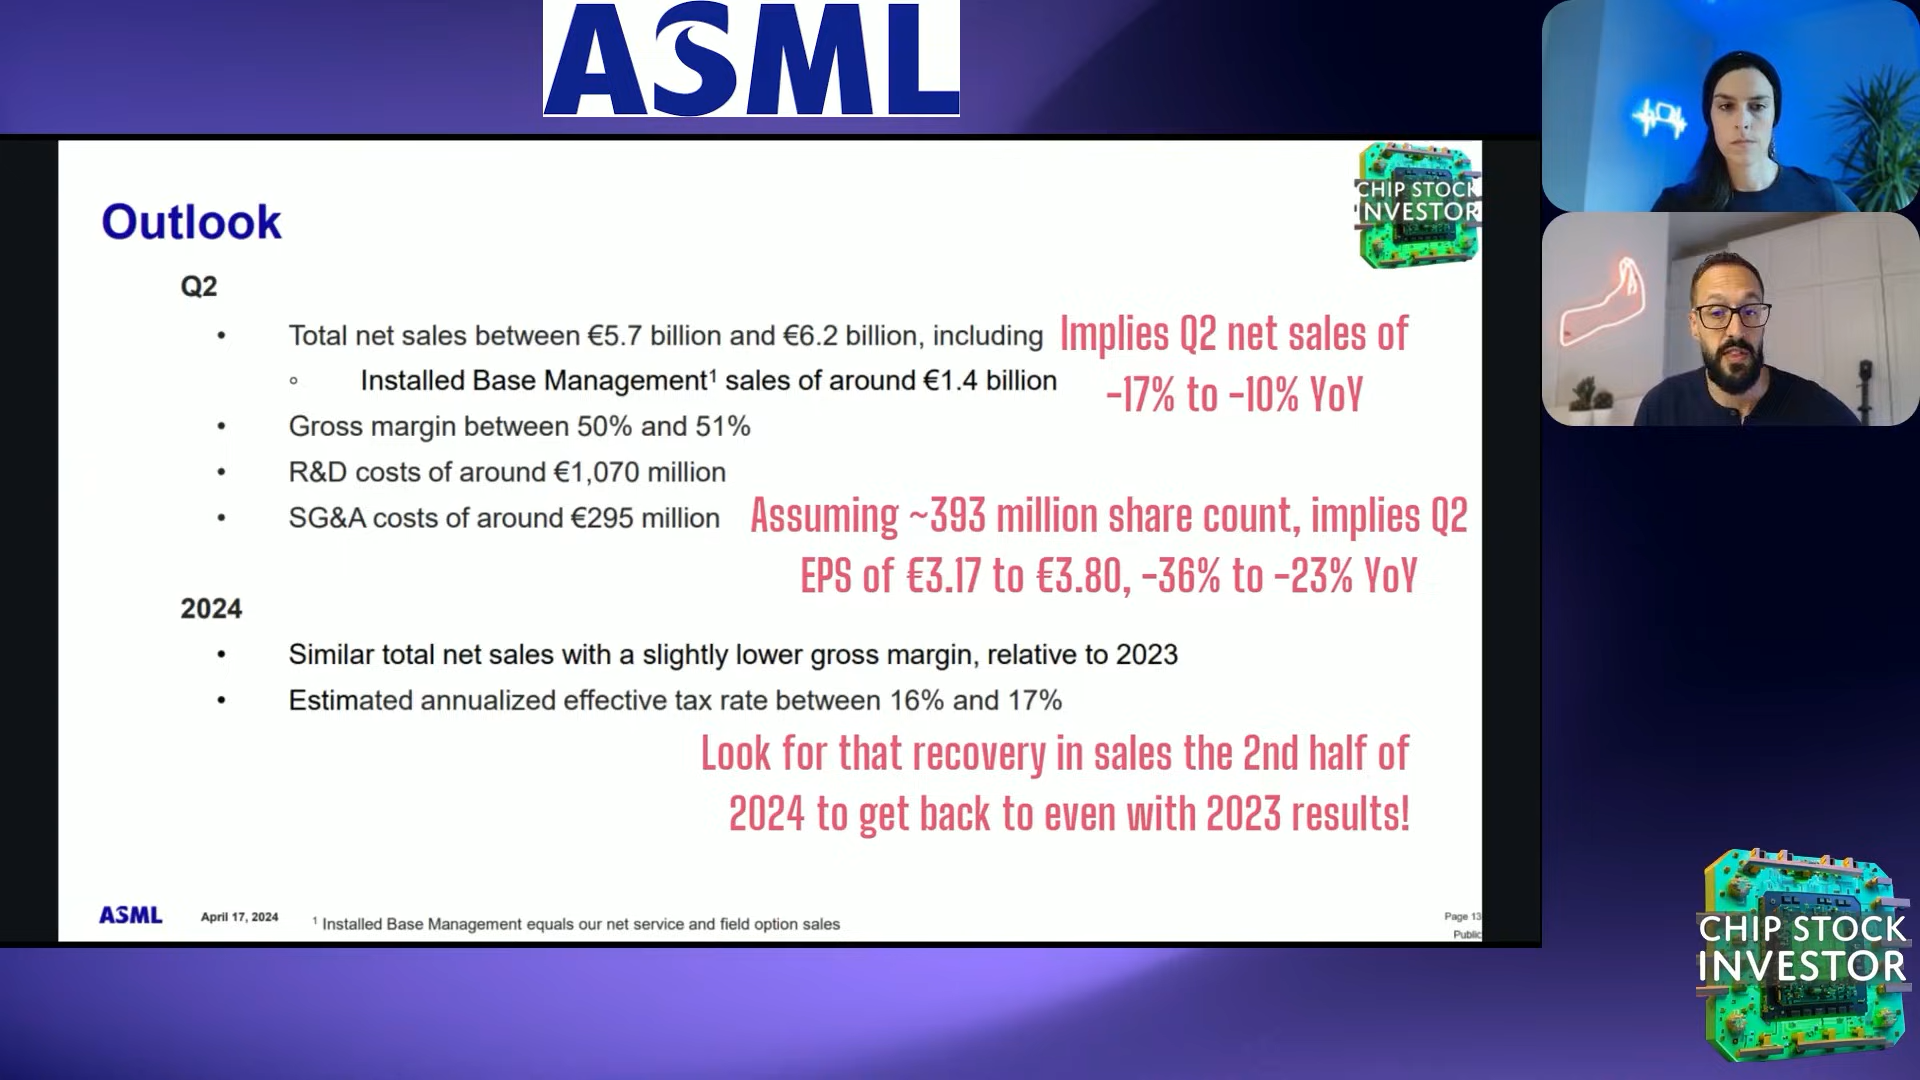 ASML
CHIP STOCK
INVESTOR
Outlook
Q2
• Total net sales between €5.7 billion and €6.2 billion, including
Implies Q2 net sales of
-17% to -10% YoY
◦ Installed Base Management¹ sales of around €1.4 billion
• Gross margin between 50% and 51%
• R&D costs of around €1,070 million
• SG&A costs of around €295 million
Assuming ~393 million share count, implies Q2
EPS of €3.17 to €3.80, -36% to -23% YoY
2024
• Similar total net sales with a slightly lower gross margin, relative to 2023
• Estimated annualized effective tax rate between 16% and 17%
Look for that recovery in sales the 2nd half of
2024 to get back to even with 2023 results!
ASML April 17, 2024 ¹ Installed Base Management equals our net service and field option sales
Page 13
Public
CHIP STOCK
INVESTOR